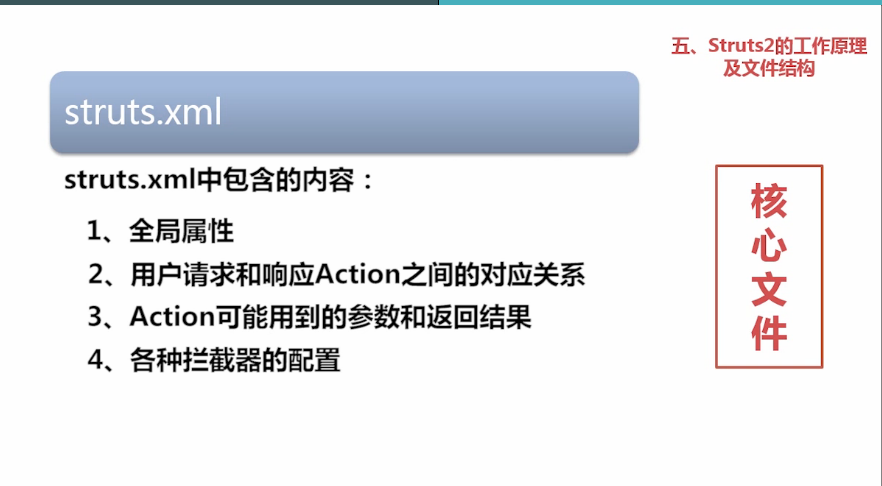 五、Struts2的工作原理
及文件结构
struts.xml
struts.xml中包含的内容：
1、全局属性
2、用户请求和响应Action之间的对应关系
3、Action可能用到的参数和返回结果
4、各种拦截器的配置
核
心
文
件